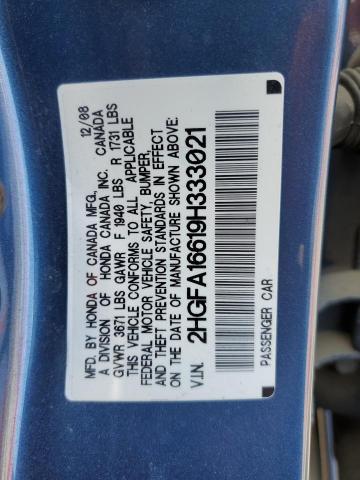 MFD. BY HONDA OF CANADA MFG., 12/08
A DIVISION OF HONDA CANADA INC. CANADA
GVWR 3671 LBS GAWR F 1940 LBS R 1731 LBS
THIS VEHICLE CONFORMS TO ALL APPLICABLE
FEDERAL MOTOR VEHICLE SAFETY, BUMPER,
AND THEFT PREVENTION STANDARDS IN EFFECT
ON THE DATE OF MANUFACTURE SHOWN ABOVE.
2HGFA16619H333021
V.I.N.
PASSENGER CAR